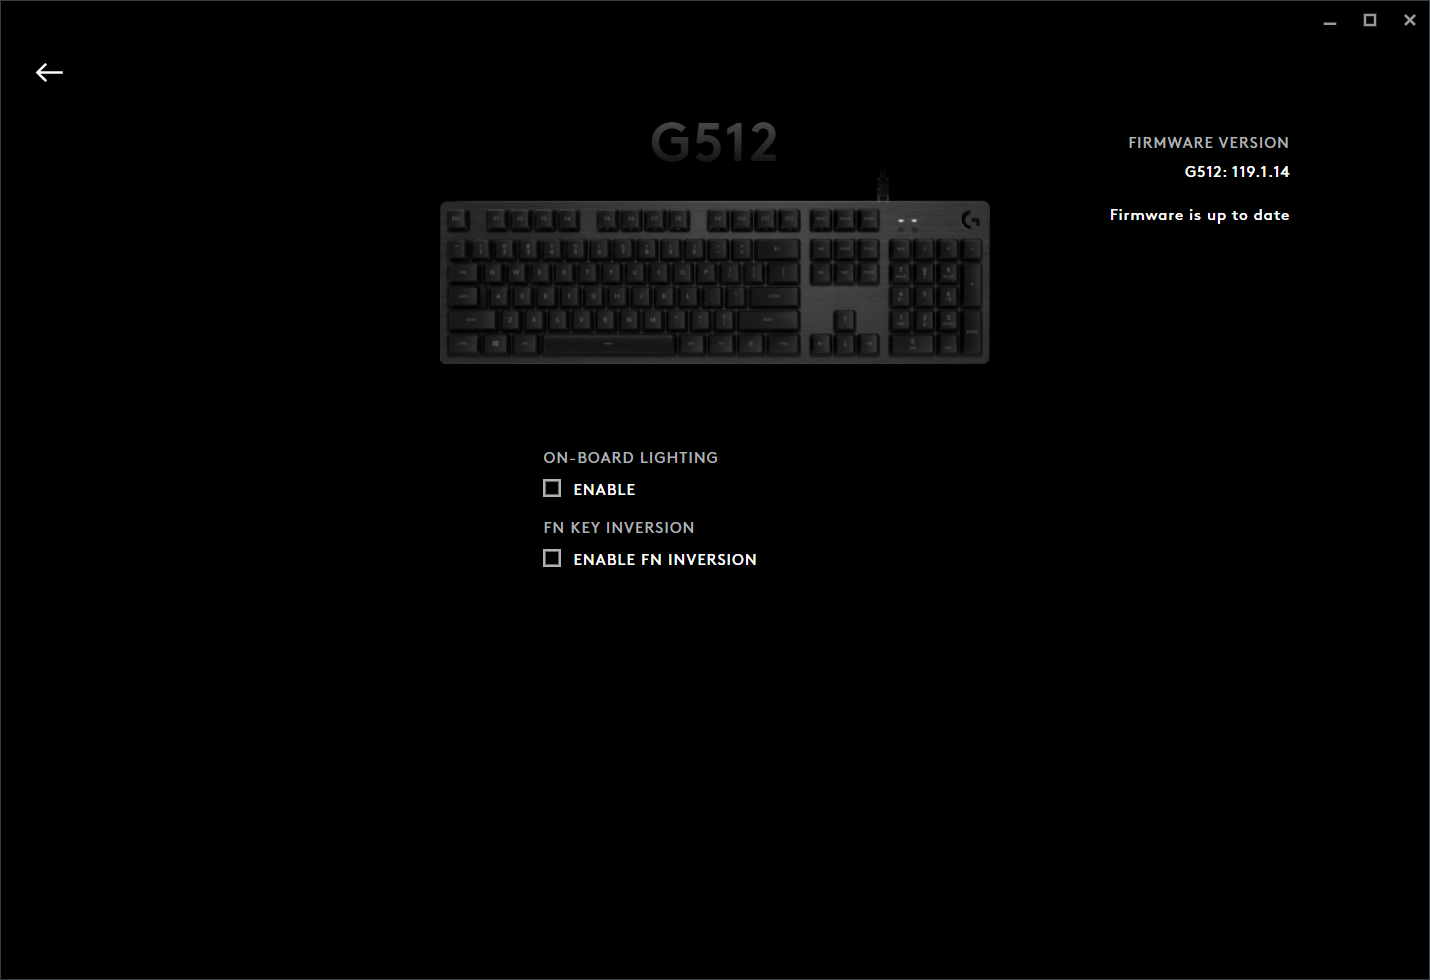 G512
FIRMWARE VERSION
G512: 119.1.14
Firmware is up to date
ON-BOARD LIGHTING
ENABLE
FN KEY INVERSION
ENABLE FN INVERSION